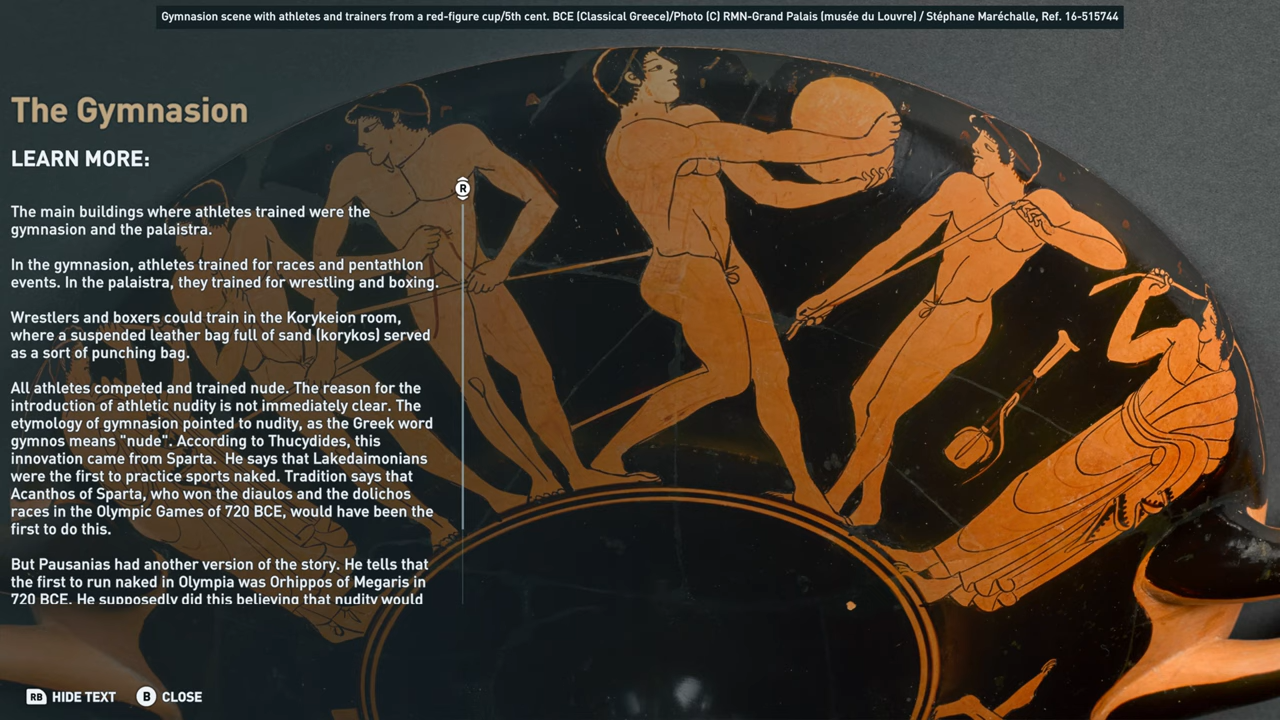 Gymnasion scene with athletes and trainers from a red-figure cup/5th cent. BCE (Classical Greece)/Photo (C) RMN-Grand Palais (musée du Louvre) / Stéphane Maréchalle, Ref. 16-515744
The Gymnasion
LEARN MORE:
R
The main buildings where athletes trained were the
gymnasion and the palaistra.
In the gymnasion, athletes trained for races and pentathlon
events. In the palaistra, they trained for wrestling and boxing.
Wrestlers and boxers could train in the Korykeion room,
where a suspended leather bag full of sand (korykos) served
as a sort of punching bag.
All athletes competed and trained nude. The reason for the
introduction of athletic nudity is not immediately clear. The
etymology of gymnasion pointed to nudity, as the Greek word
gymnos means "nude". According to Thucydides, this
innovation came from Sparta.  He says that Lakedaimonians
were the first to practice sports naked. Tradition says that
Acanthos of Sparta, who won the diaulos and the dolichos
races in the Olympic Games of 720 BCE, would have been the
first to do this.
But Pausanias had another version of the story. He tells that
the first to run naked in Olympia was Orhippos of Megaris in
720 BCE. He supposedly did this believing that nudity would
RB HIDE TEXT B CLOSE